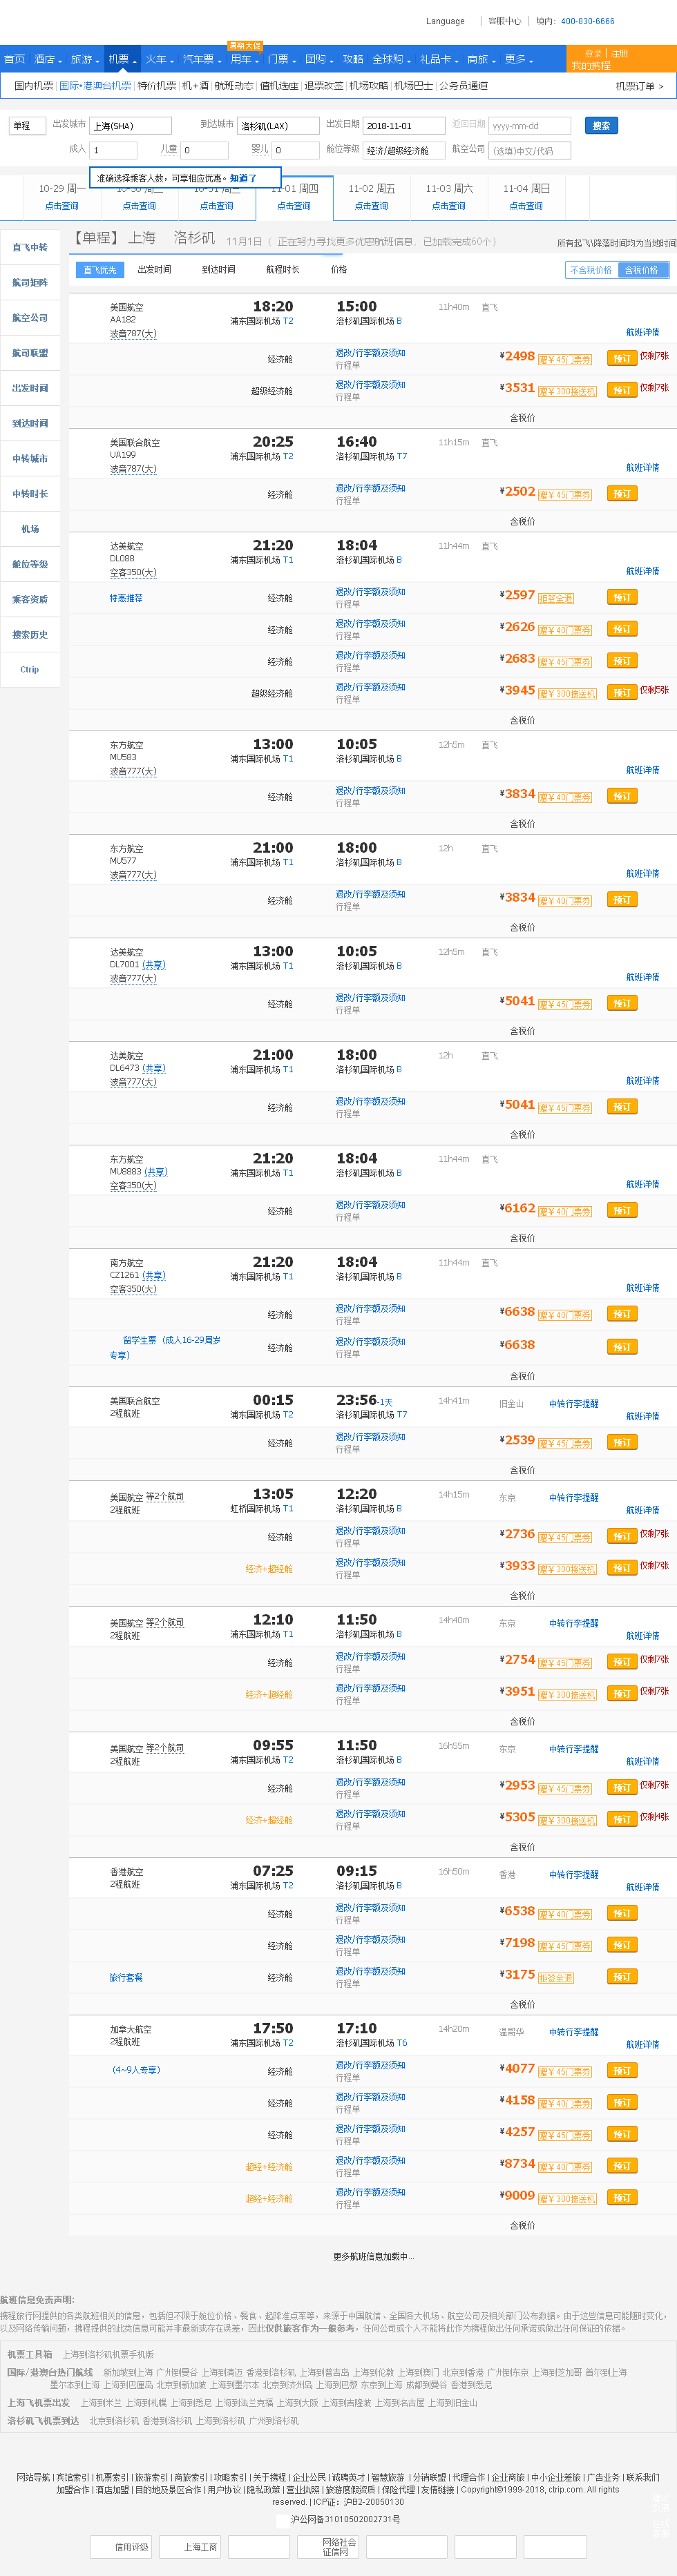 Language | 客服中心 | 境内: 400-830-6666
暑期大促
首页 酒店 旅游 机票 火车 汽车票 用车 门票 团购 攻略 全球购 礼品卡 商旅 更多
登录 | 注册
我的携程
国内机票 | 国际•港澳台机票 | 特价机票 | 机+酒 | 航班动态 | 值机选座 | 退票改签 | 机场攻略 | 机场巴士 | 公务员通道
机票订单 >
单程 出发城市 上海(SHA) 到达城市 洛杉矶(LAX) 出发日期 2018-11-01 返回日期 yyyy-mm-dd 搜索
成人 1 儿童 0 婴儿 0 舱位等级 经济/超级经济舱 航空公司 (选填)中文/代码
准确选择乘客人数，可享相应优惠。知道了
10-29 周一 10-30 周二 10-31 周三 11-01 周四 11-02 周五 11-03 周六 11-04 周日
点击查询 点击查询 点击查询 点击查询 点击查询 点击查询 点击查询
直飞中转
航司矩阵
航空公司
航司联盟
出发时间
到达时间
中转城市
中转时长
机场
舱位等级
乘客资质
搜索历史
Ctrip
【单程】 上海 洛杉矶 11月1日 ( 正在努力寻找更多优惠航班信息，已加载完成60个)
所有起飞\降落时间均为当地时间
直飞优先 出发时间 到达时间 航程时长 价格 不含税价格 含税价格
美国航空 18:20 15:00 11h40m 直飞
AA182 浦东国际机场 T2 洛杉矶国际机场 B
波音787(大) 航班详情
经济舱 退改/行李额及须知 ¥2498 赠￥45门票券 预订 仅剩7张
行程单
超级经济舱 退改/行李额及须知 ¥3531 赠￥300接送机 预订 仅剩7张
行程单
含税价
美国联合航空 20:25 16:40 11h15m 直飞
UA199 浦东国际机场 T2 洛杉矶国际机场 T7
波音787(大) 航班详情
经济舱 退改/行李额及须知 ¥2502 赠￥45门票券 预订
行程单
含税价
达美航空 21:20 18:04 11h44m 直飞
DL088 浦东国际机场 T1 洛杉矶国际机场 B
空客350(大) 航班详情
特惠推荐 经济舱 退改/行李额及须知 ¥2597 拒签全退 预订
行程单
经济舱 退改/行李额及须知 ¥2626 赠￥40门票券 预订
行程单
经济舱 退改/行李额及须知 ¥2683 赠￥45门票券 预订
行程单
超级经济舱 退改/行李额及须知 ¥3945 赠￥300接送机 预订 仅剩5张
行程单
含税价
东方航空 13:00 10:05 12h5m 直飞
MU583 浦东国际机场 T1 洛杉矶国际机场 B
波音777(大) 航班详情
经济舱 退改/行李额及须知 ¥3834 赠￥40门票券 预订
行程单
含税价
东方航空 21:00 18:00 12h 直飞
MU577 浦东国际机场 T1 洛杉矶国际机场 B
波音777(大) 航班详情
经济舱 退改/行李额及须知 ¥3834 赠￥40门票券 预订
行程单
含税价
达美航空 13:00 10:05 12h5m 直飞
DL7001 (共享) 浦东国际机场 T1 洛杉矶国际机场 B
波音777(大) 航班详情
经济舱 退改/行李额及须知 ¥5041 赠￥45门票券 预订
行程单
含税价
达美航空 21:00 18:00 12h 直飞
DL6473 (共享) 浦东国际机场 T1 洛杉矶国际机场 B
波音777(大) 航班详情
经济舱 退改/行李额及须知 ¥5041 赠￥45门票券 预订
行程单
含税价
东方航空 21:20 18:04 11h44m 直飞
MU8883 (共享) 浦东国际机场 T1 洛杉矶国际机场 B
空客350(大) 航班详情
经济舱 退改/行李额及须知 ¥6162 赠￥40门票券 预订
行程单
含税价
南方航空 21:20 18:04 11h44m 直飞
CZ1261 (共享) 浦东国际机场 T1 洛杉矶国际机场 B
空客350(大) 航班详情
经济舱 退改/行李额及须知 ¥6638 赠￥40门票券 预订
行程单
留学生票（成人16-29周岁专享） 经济舱 退改/行李额及须知 ¥6638 预订
行程单
含税价
美国联合航空 00:15 23:56 -1天 14h41m 旧金山 中转行李提醒
2程航班 浦东国际机场 T2 洛杉矶国际机场 T7 航班详情
经济舱 退改/行李额及须知 ¥2539 赠￥45门票券 预订
行程单
含税价
美国航空 等2个航司 13:05 12:20 14h15m 东京 中转行李提醒
2程航班 虹桥国际机场 T1 洛杉矶国际机场 B 航班详情
经济舱 退改/行李额及须知 ¥2736 赠￥45门票券 预订 仅剩7张
行程单
经济+超经舱 退改/行李额及须知 ¥3933 赠￥300接送机 预订 仅剩7张
行程单
含税价
美国航空 等2个航司 12:10 11:50 14h40m 东京 中转行李提醒
2程航班 浦东国际机场 T1 洛杉矶国际机场 B 航班详情
经济舱 退改/行李额及须知 ¥2754 赠￥45门票券 预订 仅剩7张
行程单
经济+超经舱 退改/行李额及须知 ¥3951 赠￥300接送机 预订 仅剩7张
行程单
含税价
美国航空 等2个航司 09:55 11:50 16h55m 东京 中转行李提醒
2程航班 浦东国际机场 T2 洛杉矶国际机场 B 航班详情
经济舱 退改/行李额及须知 ¥2953 赠￥45门票券 预订 仅剩7张
行程单
经济+超经舱 退改/行李额及须知 ¥5305 赠￥300接送机 预订 仅剩4张
行程单
含税价
香港航空 07:25 09:15 16h50m 香港 中转行李提醒
2程航班 浦东国际机场 T2 洛杉矶国际机场 B 航班详情
经济舱 退改/行李额及须知 ¥6538 赠￥40门票券 预订
行程单
经济舱 退改/行李额及须知 ¥7198 赠￥45门票券 预订
行程单
旅行套餐 经济舱 退改/行李额及须知 ¥3175 拒签全退 预订
行程单
含税价
加拿大航空 17:50 17:10 14h20m 温哥华 中转行李提醒
2程航班 浦东国际机场 T2 洛杉矶国际机场 T6 航班详情
(4~9人专享) 经济舱 退改/行李额及须知 ¥4077 赠￥45门票券 预订
行程单
经济舱 退改/行李额及须知 ¥4158 赠￥40门票券 预订
行程单
经济舱 退改/行李额及须知 ¥4257 赠￥45门票券 预订
行程单
超经+经济舱 退改/行李额及须知 ¥8734 赠￥40门票券 预订
行程单
超经+经济舱 退改/行李额及须知 ¥9009 赠￥300接送机 预订
行程单
含税价
更多航班信息加载中...
航班信息免责声明:
携程旅行网提供的各类航班相关的信息，包括但不限于舱位价格、餐食、起降准点率等，来源于中国航信、全国各大机场、航空公司及相关部门公布数据。由于这些信息可能随时变化，
以及网络传输问题，携程提供的此类信息可能并非最新或存在误差，因此仅供旅客作为一般参考，任何公司或个人不能将此作为携程做出任何承诺或做出任何保证的依据。
机票工具箱 上海到洛杉矶机票手机版
国际/港澳台热门航线 新加坡到上海 广州到曼谷 上海到清迈 香港到洛杉矶 上海到普吉岛 上海到伦敦 上海到澳门 北京到香港 广州到东京 上海到芝加哥 首尔到上海
墨尔本到上海 上海到巴厘岛 北京到新加坡 上海到墨尔本 北京到济州岛 上海到巴黎 东京到上海 成都到曼谷 香港到悉尼
上海飞机票出发 上海到米兰 上海到札幌 上海到悉尼 上海到法兰克福 上海到大阪 上海到吉隆坡 上海到名古屋 上海到旧金山
洛杉矶飞机票到达 北京到洛杉矶 香港到洛杉矶 上海到洛杉矶 广州到洛杉矶
网站导航 | 宾馆索引 | 机票索引 | 旅游索引 | 商旅索引 | 攻略索引 | 关于携程 | 企业公民 | 诚聘英才 | 智慧旅游 | 分销联盟 | 代理合作 | 企业商旅 | 中小企业差旅 | 广告业务 | 联系我们
加盟合作 | 酒店加盟 | 目的地及景区合作 | 用户协议 | 隐私政策 | 营业执照 | 旅游度假资质 | 保险代理 | 友情链接 | Copyright©1999-2018, ctrip.com. All rights
reserved. | ICP证：沪B2-20050130
沪公网备31010502002731号
信用评级 上海工商 网络社会
征信网